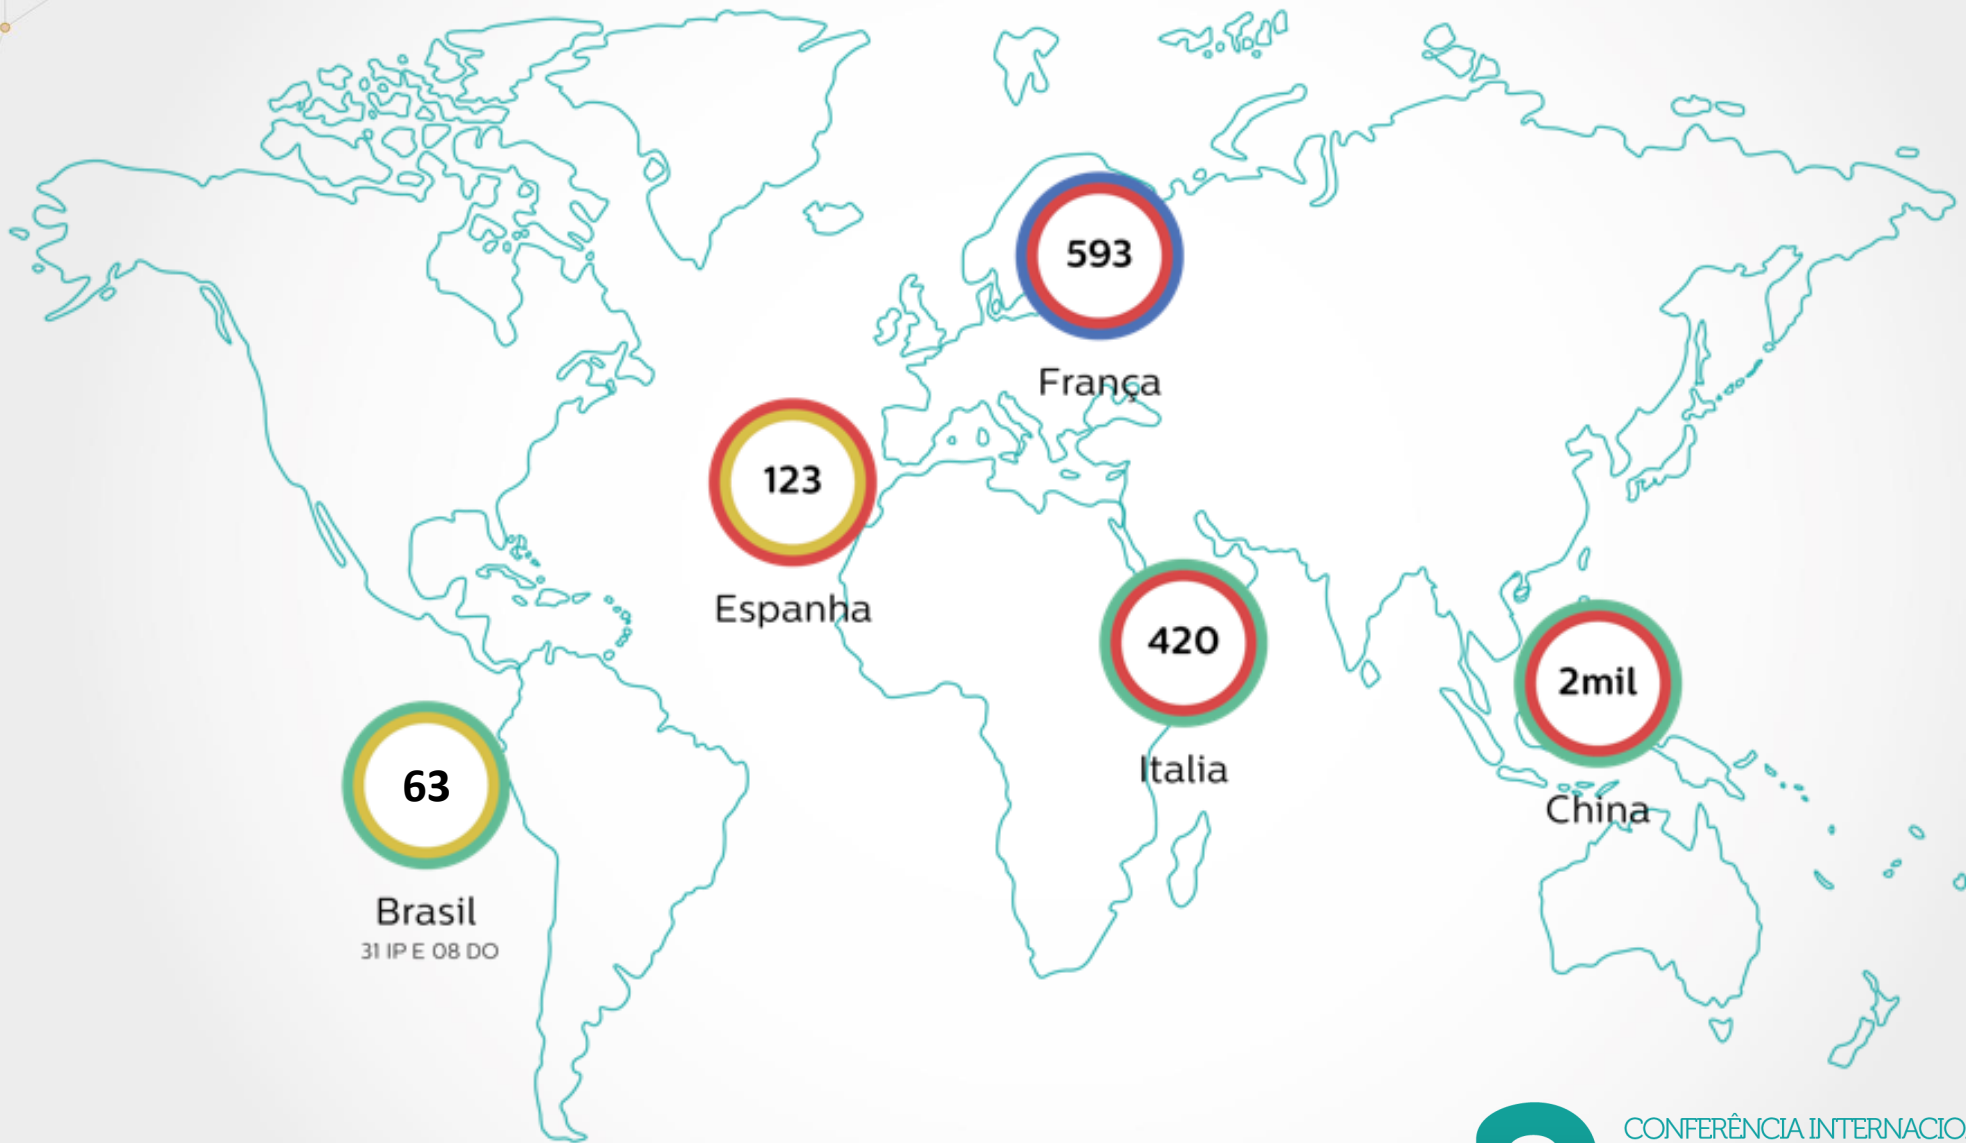 593
França
123
Espanha
420
Italia
2mil
China
63
Brasil
31 IP E 08 DO
CONFERÊNCIA INTERNACIO